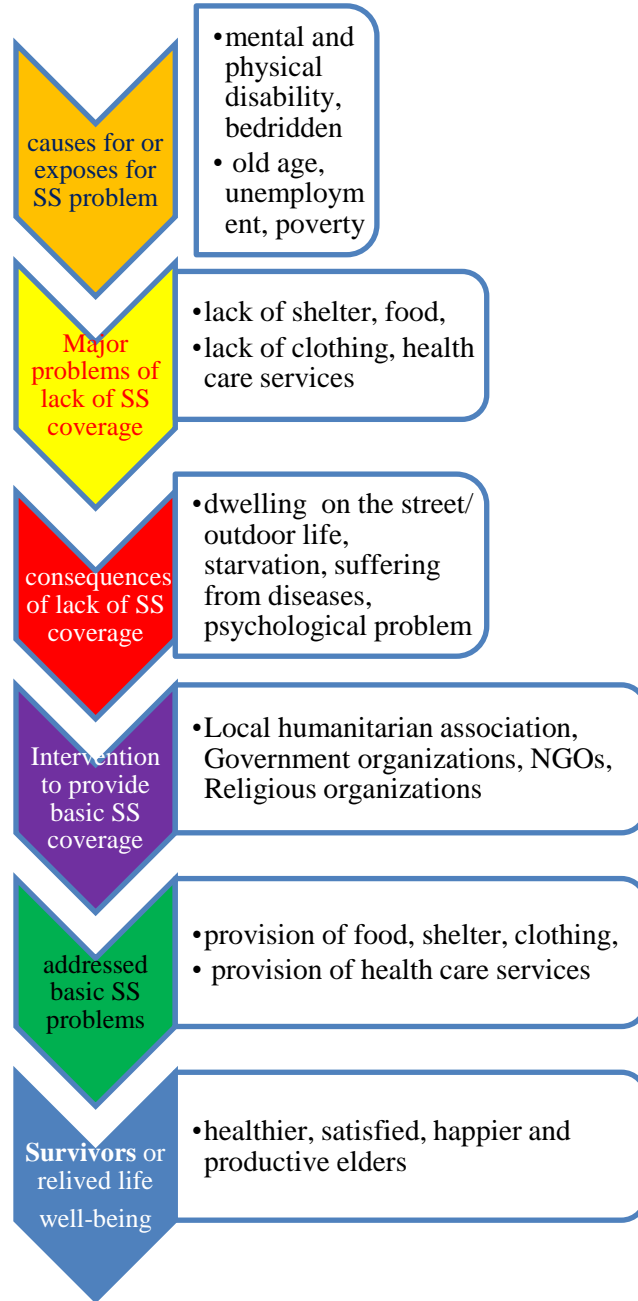 causes for or
exposes for
SS problem
•mental and
physical
disability,
bedridden
• old age,
unemploym
ent, poverty
Major
problems of
lack of SS
coverage
•lack of shelter, food,
•lack of clothing, health
care services
consequences
of lack of SS
coverage
•dwelling on the street/
outdoor life,
starvation, suffering
from diseases,
psychological problem
Intervention
to provide
basic SS
coverage
•Local humanitarian association,
Government organizations, NGOs,
Religious organizations
addressed
basic SS
problems
•provision of food, shelter, clothing,
• provision of health care services
Survivors or
relived life
well-being
•healthier, satisfied, happier and
productive elders